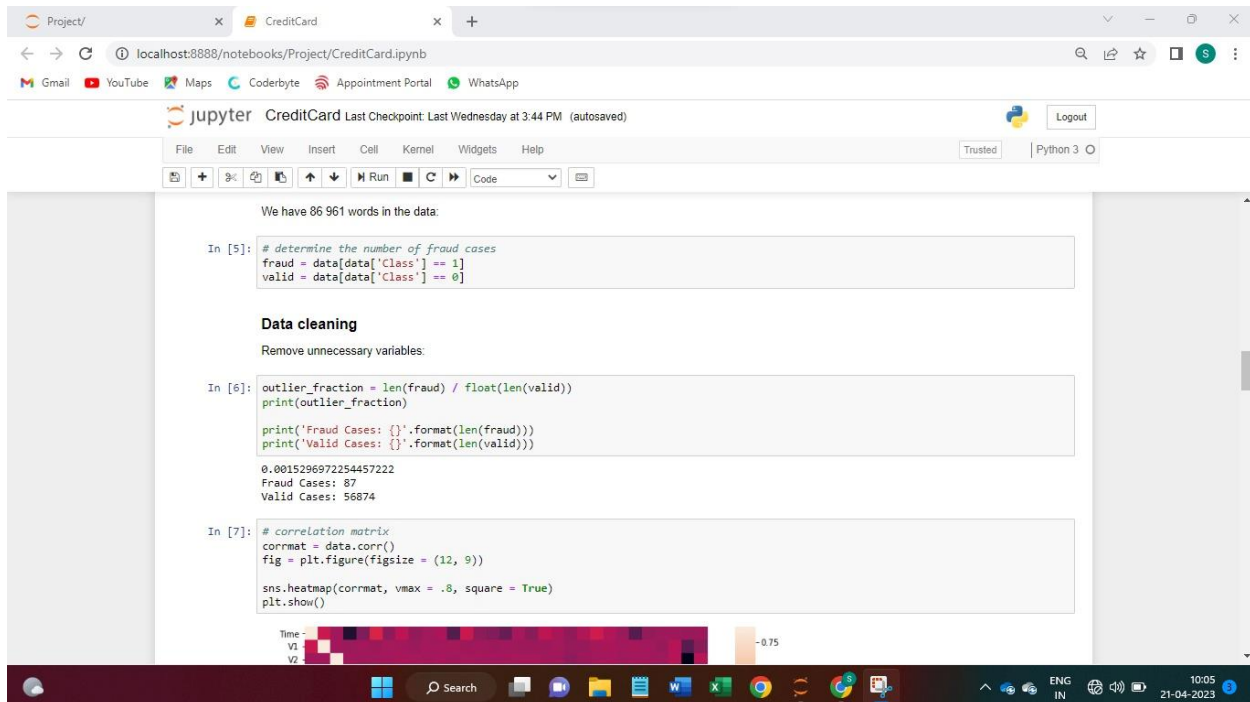 Project/ CreditCard
localhost:8888/notebooks/Project/CreditCard.ipynb S
Gmail YouTube Maps Coderbyte Appointment Portal WhatsApp
jupyter CreditCard Last Checkpoint: Last Wednesday at 3:44 PM (autosaved) Logout
File Edit View Insert Cell Kernel Widgets Help Trusted Python 3
Run Code
We have 86 961 words in the data:
In [5]: # determine the number of fraud cases
fraud = data[data['Class'] == 1]
valid = data[data['Class'] == 0]
Data cleaning
Remove unnecessary variables:
In [6]: outlier_fraction = len(fraud) / float(len(valid))
print(outlier_fraction)
print('Fraud Cases: {}'.format(len(fraud)))
print('Valid Cases: {}'.format(len(valid)))
0.0015296972254457222
Fraud Cases: 87
Valid Cases: 56874
In [7]: # correlation matrix
corrmat = data.corr()
fig = plt.figure(figsize = (12, 9))
sns.heatmap(corrmat, vmax = .8, square = True)
plt.show()
Time
V1 0.75
V2
Search ENG 10:05
IN 21-04-2023 3